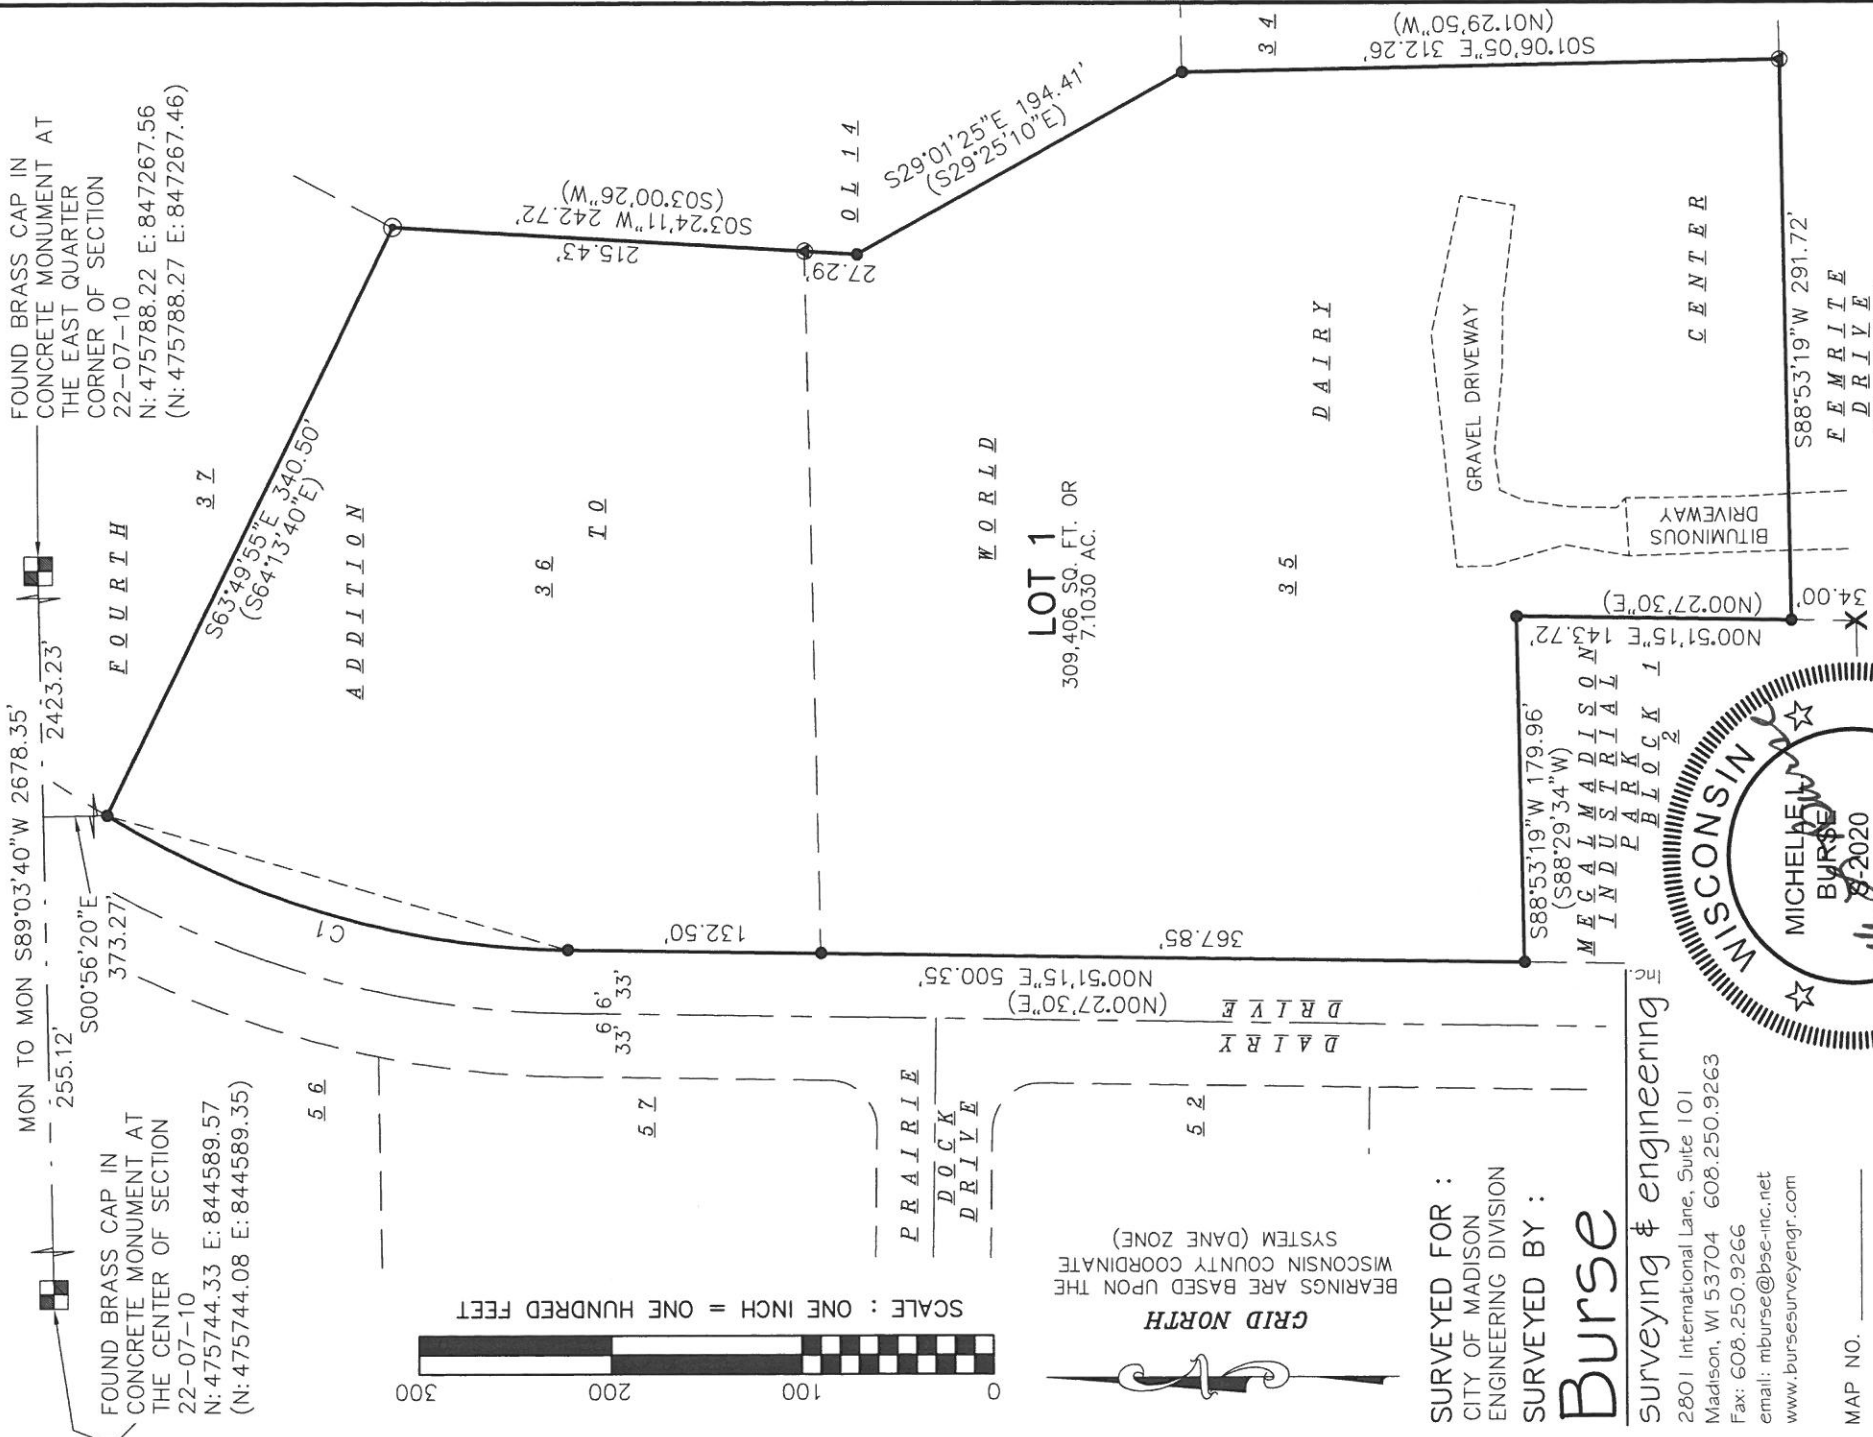 MON TO MON S89°03'40"W 2678.35'
255.12'
2423.23'
FOUND BRASS CAP IN
CONCRETE MONUMENT AT
THE EAST QUARTER
CORNER OF SECTION
22-07-10
N:475788.22 E:847267.56
(N:475788.27 E:847267.46)
FOUND BRASS CAP IN
CONCRETE MONUMENT AT
THE CENTER OF SECTION
22-07-10
N:475744.33 E:844589.57
(N:475744.08 E:844589.35)
S00°56'20"E
373.27'
FOURTH
37
S63°49'55"E 340.50'
(S64°13'40"E)
ADDITION
36
TO
C1
S03°24'11"W 242.72'
(S03°00'26"W)
215.43'
27.29'
OL 14
S29°01'25"E 194.41'
(S29°25'10"E)
34
S01°06'05"E 312.26'
(N01°29'50"W)
WORLD
LOT 1
309,406 SQ. FT. OR
7.1030 AC.
35
DAIRY
GRAVEL DRIVEWAY
BITUMINOUS
DRIVEWAY
CENTER
S88°53'19"W 291.72'
FEMRITE
DRIVE
34.00'
X
N00°51'15"E 143.72'
(N00°27'30"E)
S88°53'19"W 179.96'
(S88°29'34"W)
MEGAL MADISON
INDUSTRIAL
PARK
BLOCK 1
2
132.50'
367.85'
N00°51'15"E 500.35'
(N00°27'30"E)
66'
33'
33'
DAIRY
DRIVE
56
57
52
PRAIRIE
DOCK
DRIVE
SCALE : ONE INCH = ONE HUNDRED FEET
0
100
200
300
GRID NORTH
BEARINGS ARE BASED UPON THE
WISCONSIN COUNTY COORDINATE
SYSTEM (DANE ZONE)
SURVEYED FOR :
CITY OF MADISON
ENGINEERING DIVISION
SURVEYED BY :
Burse
surveying & engineering Inc.
2801 International Lane, Suite 101
Madison, WI 53704 608.250.9263
Fax: 608.250.9266
email: mburse@bse-inc.net
www.bursesurveyengr.com
MAP NO.
WISCONSIN
MICHELLE L.
BURSE
S-2020